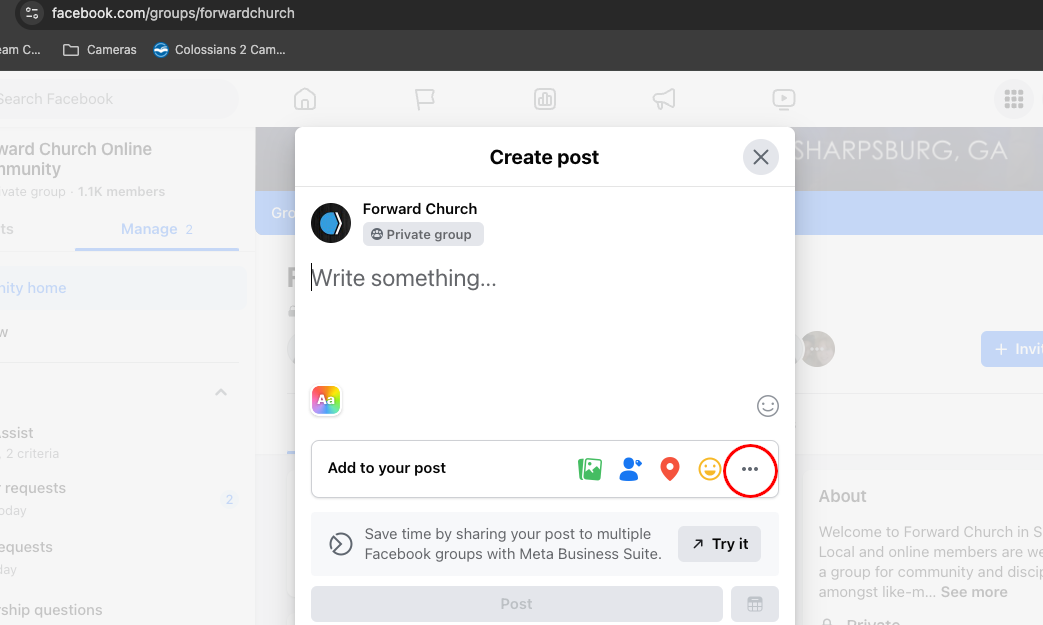 facebook.com/groups/forwardchurch
eam C...
Cameras
Colossians 2 Cam...
Search Facebook
ward Church Online
mmunity
vate group · 1.1K members
ts
Manage 2
nity home
w
ssist
, 2 criteria
r requests
oday
2
equests
day
ship questions
SHARPSBURG, GA
Gro
F
+ Invi
Create post
Forward Church
Private group
Write something...
Aa
Add to your post
Save time by sharing your post to multiple
Facebook groups with Meta Business Suite.
Try it
Post
About
Welcome to Forward Church in S
Local and online members are we
a group for community and discip
amongst like-m... See more
Private